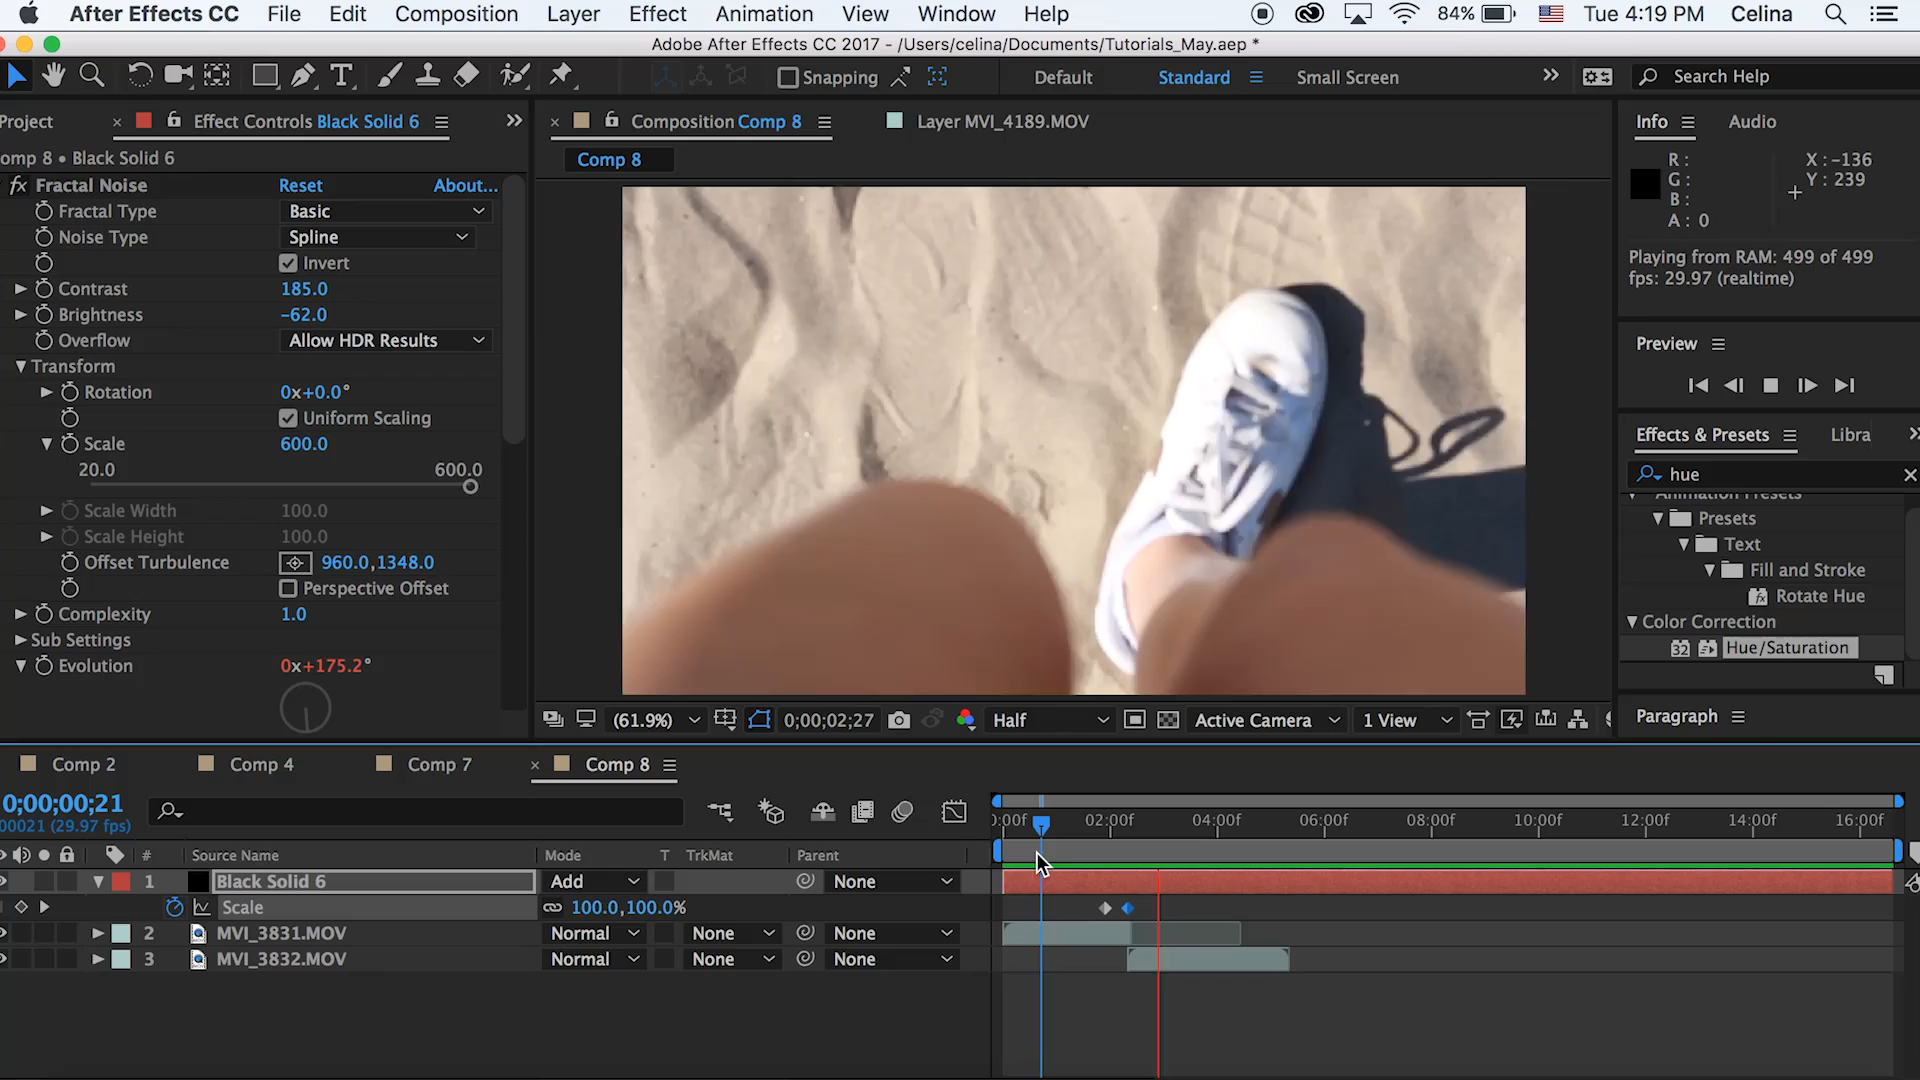 After Effects CC File Edit Composition Layer Effect Animation View Window Help 84% Tue 4:19 PM Celina
Adobe After Effects CC 2017 - /Users/celina/Documents/Tutorials_May.aep *
Snapping Default Standard Small Screen Search Help
Project Effect Controls Black Solid 6 Composition Comp 8 Layer MVI_4189.MOV Info Audio
omp 8 • Black Solid 6 Comp 8
fx Fractal Noise Reset About...
Fractal Type Basic
Noise Type Spline
Invert
Contrast 185.0
Brightness -62.0
Overflow Allow HDR Results
Transform
Rotation 0x+0.0°
Uniform Scaling
Scale 600.0
20.0 600.0
Scale Width 100.0
Scale Height 100.0
Offset Turbulence 960.0,1348.0
Perspective Offset
Complexity 1.0
Sub Settings
Evolution 0x+175.2°
(61.9%) 0;00;02;27 Half Active Camera 1 View
R : X : -136
G : Y : 239
B :
A : 0
Playing from RAM: 499 of 499
fps: 29.97 (realtime)
Preview
Effects & Presets Libra
hue
Animation Presets
Presets
Text
Fill and Stroke
Rotate Hue
Color Correction
32 Hue/Saturation
Paragraph
Comp 2 Comp 4 Comp 7 Comp 8
0;00;00;21
00021 (29.97 fps)
0:00f 02:00f 04:00f 06:00f 08:00f 10:00f 12:00f 14:00f 16:00f
# Source Name Mode T TrkMat Parent
1 Black Solid 6 Add None
Scale 100.0,100.0%
2 MVI_3831.MOV Normal None None
3 MVI_3832.MOV Normal None None